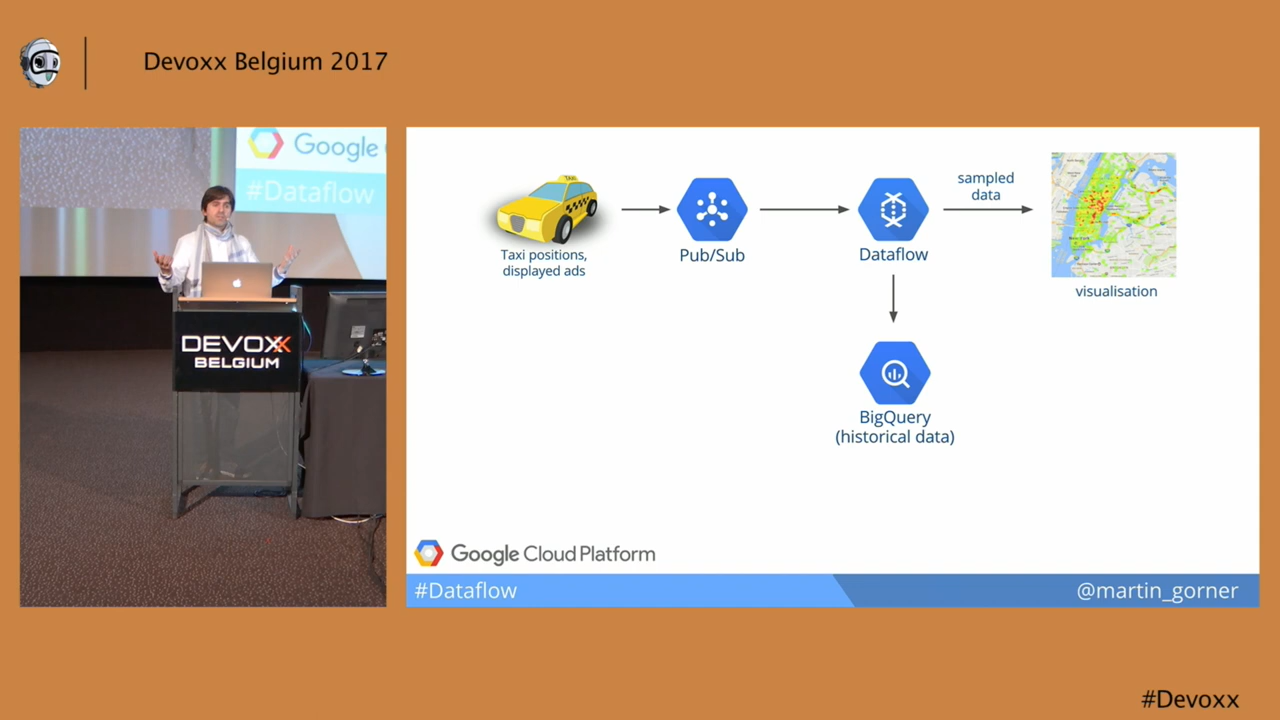 Devoxx Belgium 2017
Google
#Dataflow
DEVOXX
BELGIUM
TAXI
Taxi positions,
displayed ads
Pub/Sub
Dataflow
sampled
data
visualisation
BigQuery
(historical data)
Google Cloud Platform
#Dataflow
@martin_gorner
#Devoxx